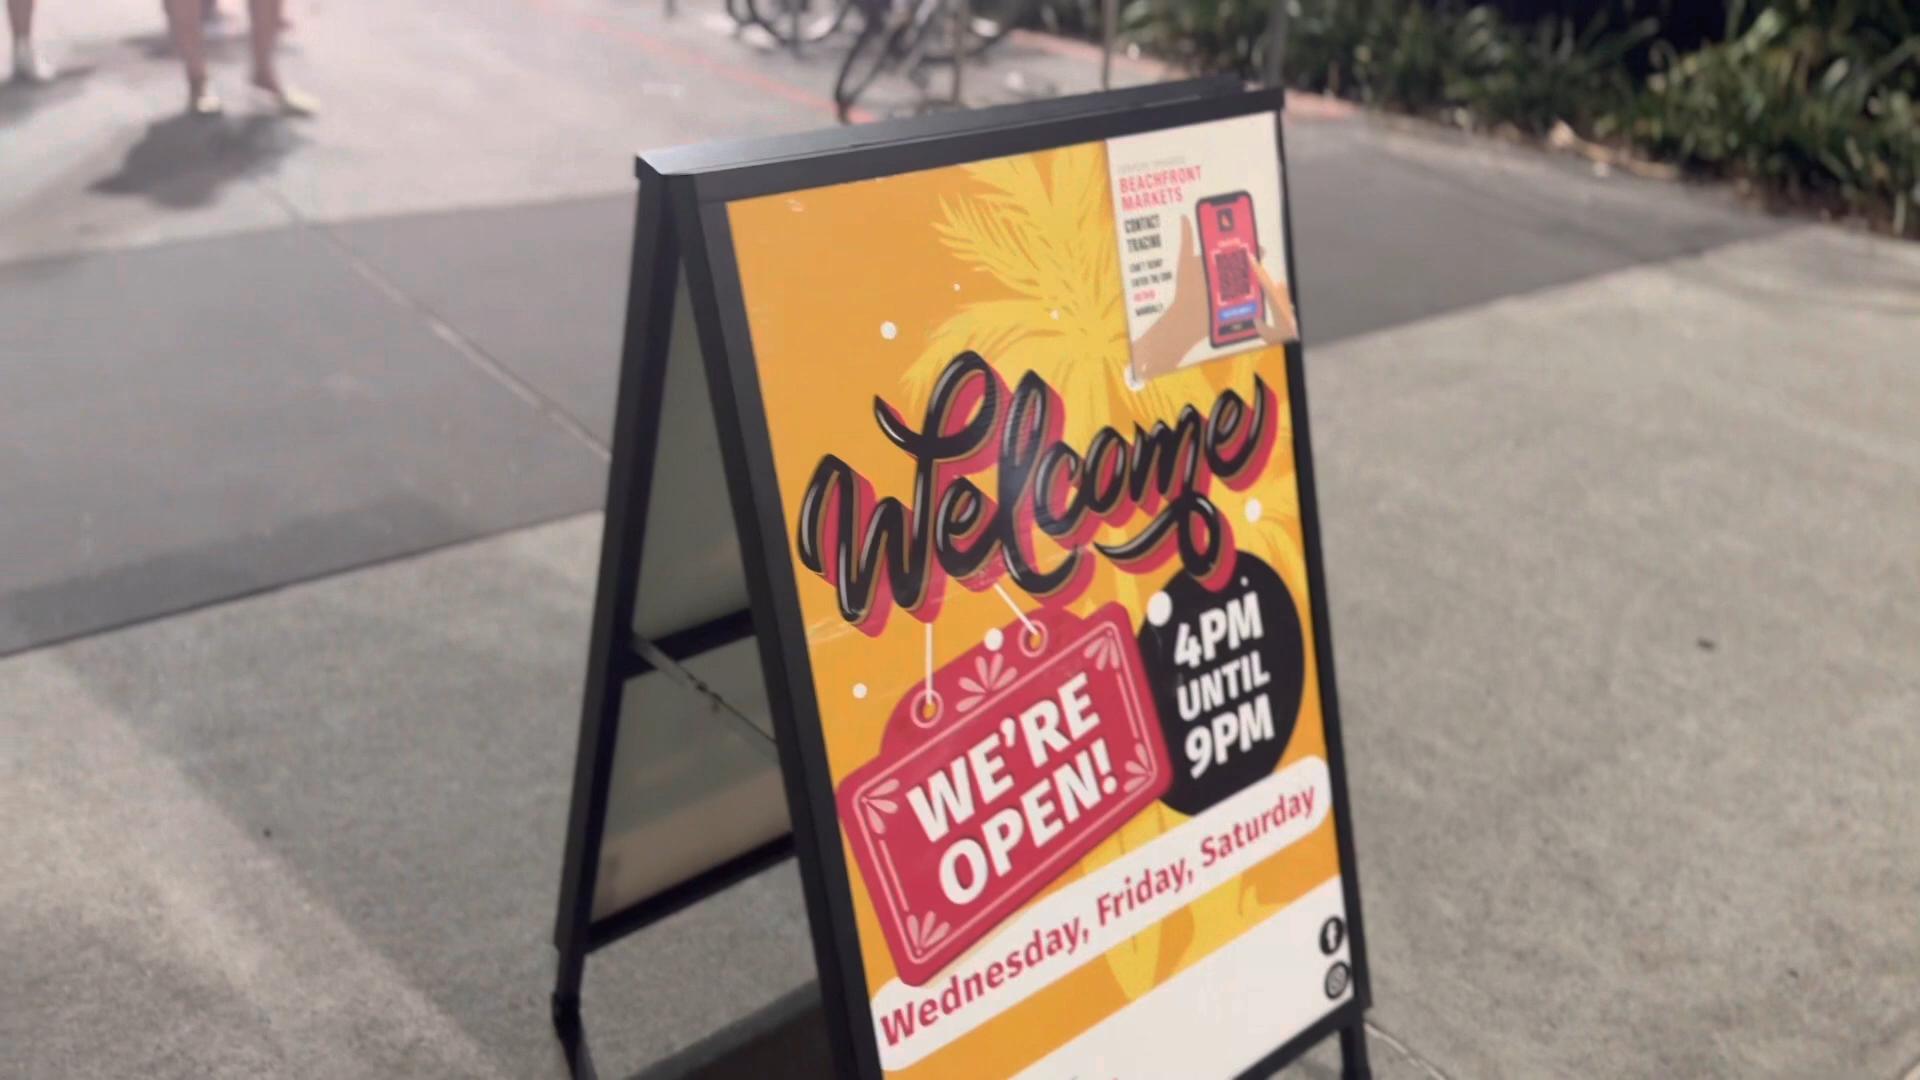 BEACHFRONT
MARKETS
CONTACT
TRACING
Welcome
WE'RE
OPEN!
4PM
UNTIL
9PM
Wednesday, Friday, Saturday